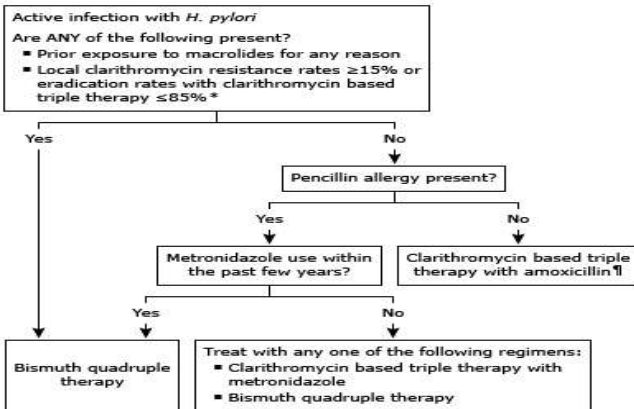 Active infection with H. pylori
Are ANY of the following present?
▪ Prior exposure to macrolides for any reason
▪ Local clarithromycin resistance rates ≥15% or
eradication rates with clarithromycin based
triple therapy ≤85%*
Yes
No
Pencillin allergy present?
Yes
No
Metronidazole use within
the past few years?
Clarithromycin based triple
therapy with amoxicillin¶
Yes
No
Bismuth quadruple
therapy
Treat with any one of the following regimens:
▪ Clarithromycin based triple therapy with
metronidazole
▪ Bismuth quadruple therapy